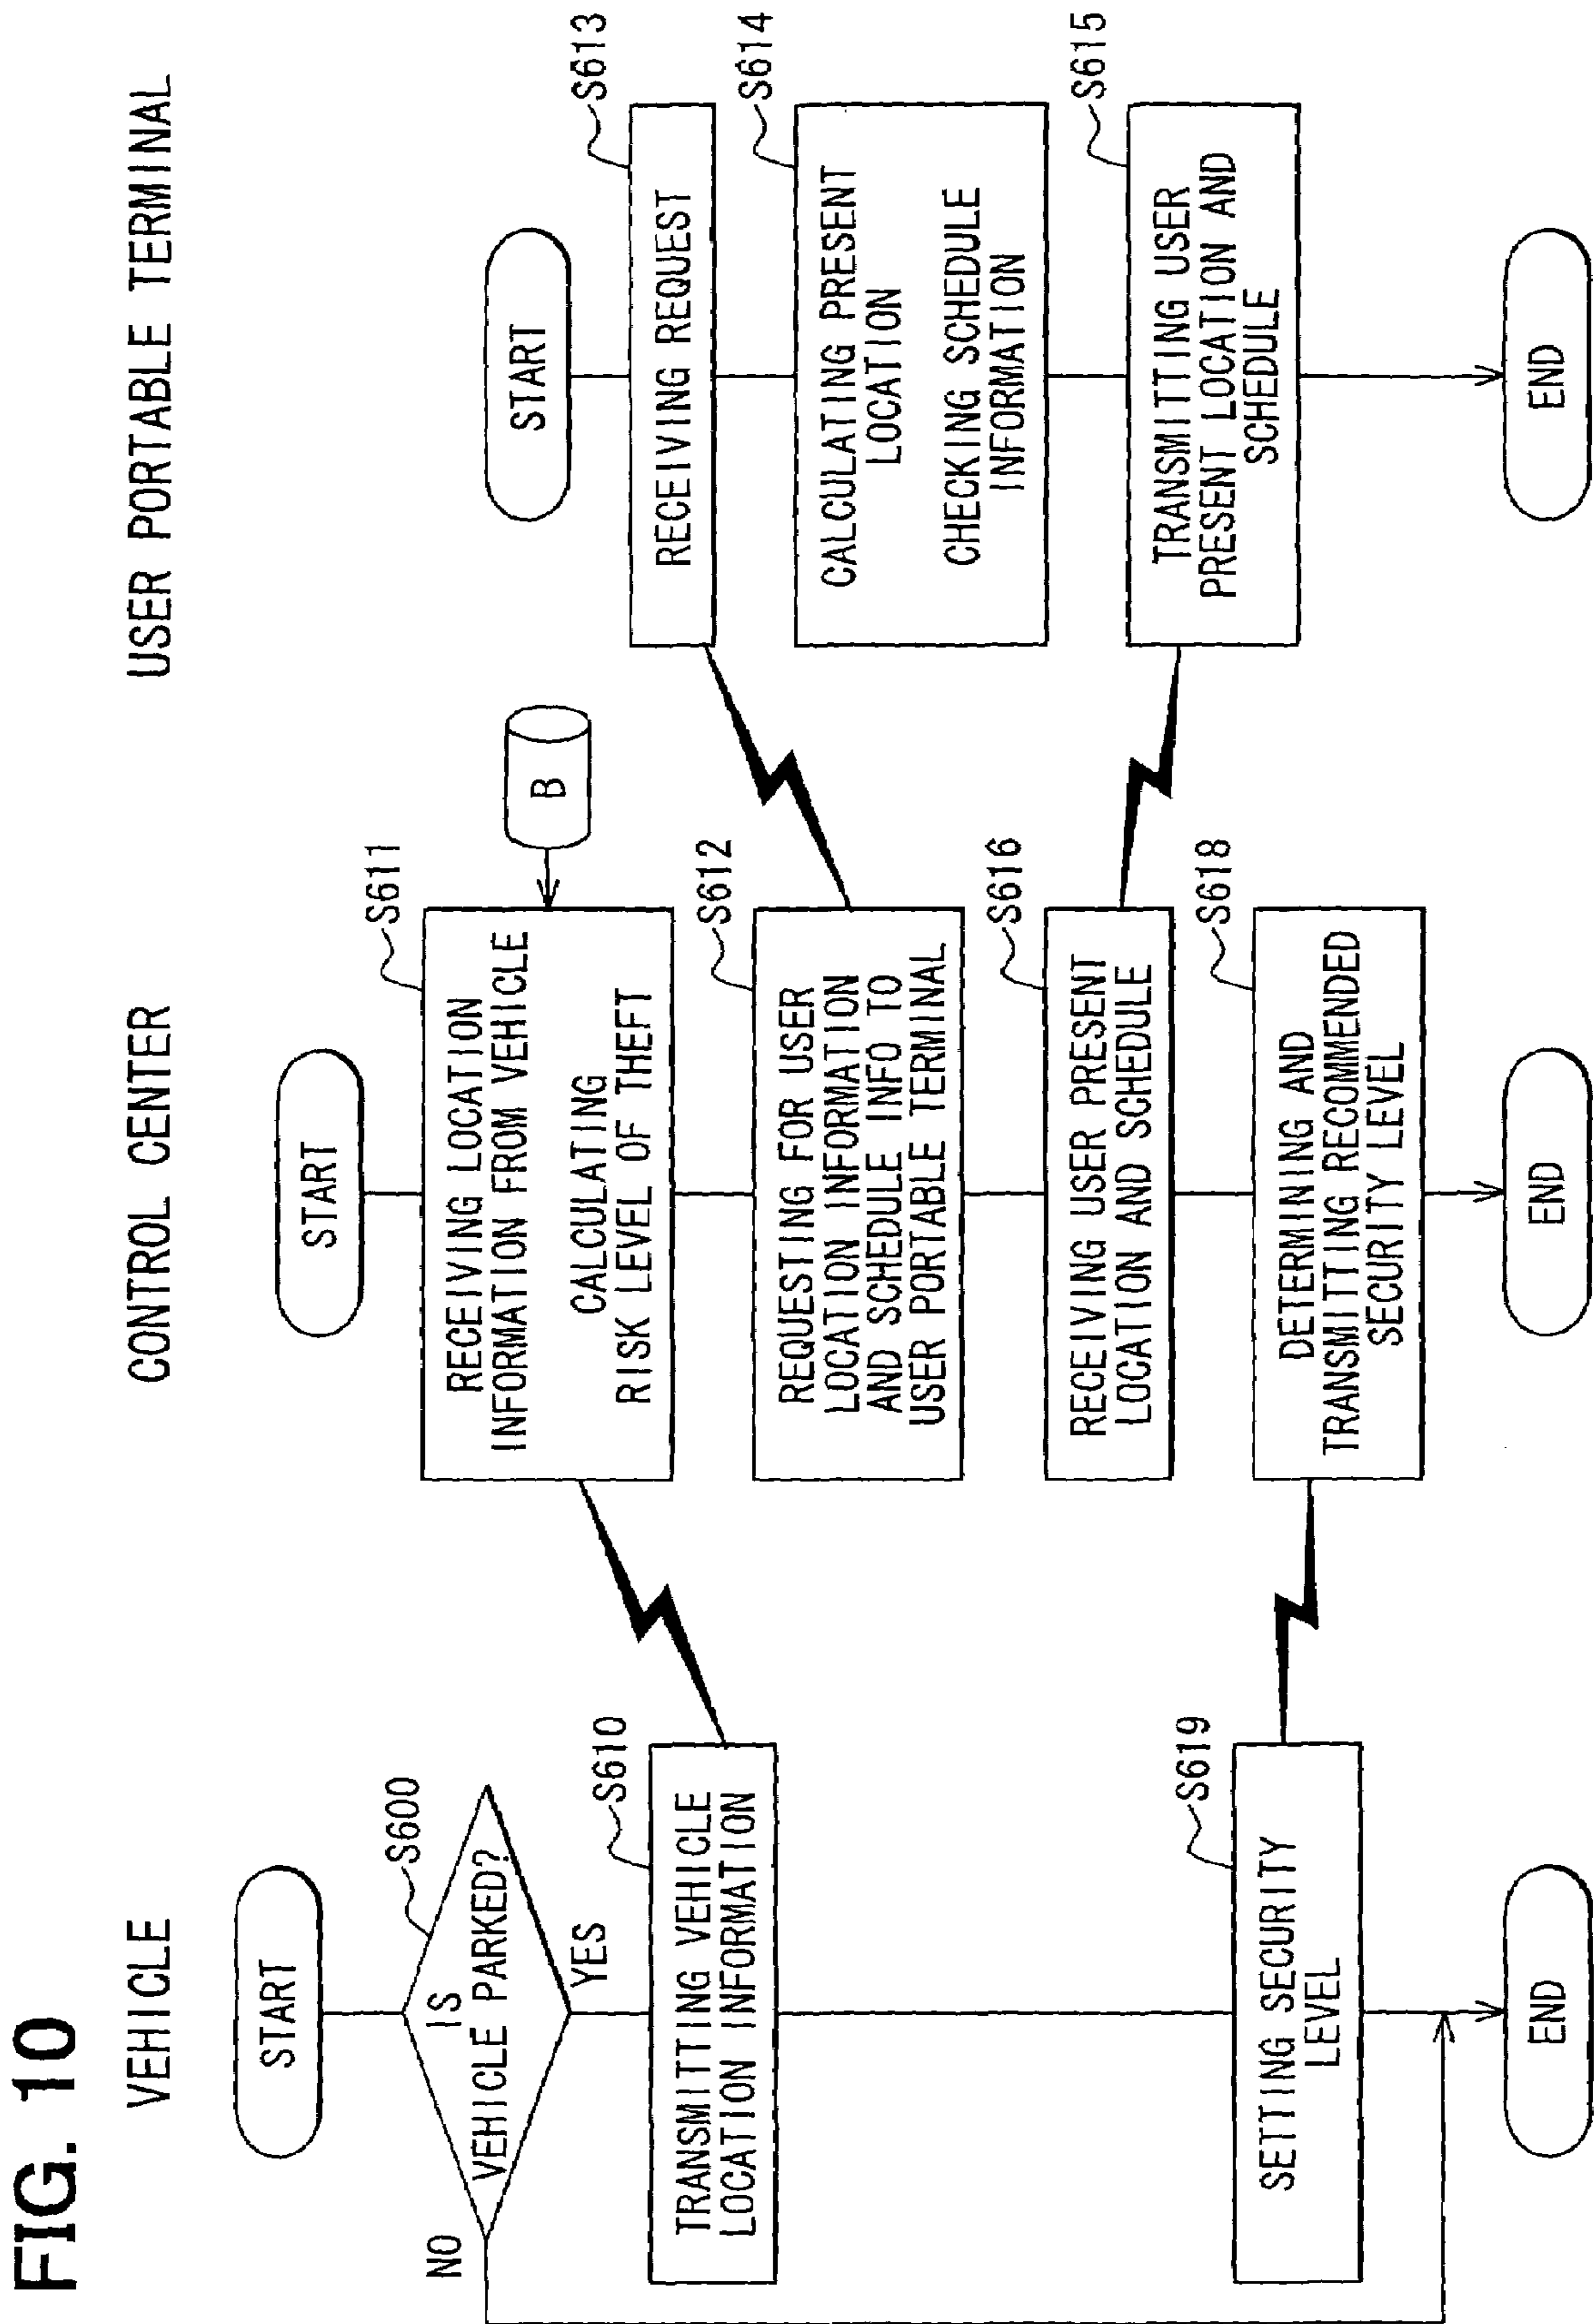 FIG. 10
VEHICLE
START
IS
VEHICLE PARKED?
S600
NO
YES
TRANSMITTING VEHICLE
LOCATION INFORMATION
S610
SETTING SECURITY
LEVEL
S619
END
CONTROL CENTER
START
RECEIVING LOCATION
INFORMATION FROM VEHICLE
CALCULATING
RISK LEVEL OF THEFT
S611
B
REQUESTING FOR USER
LOCATION INFORMATION
AND SCHEDULE INFO TO
USER PORTABLE TERMINAL
S612
RECEIVING USER PRESENT
LOCATION AND SCHEDULE
S616
DETERMINING AND
TRANSMITTING RECOMMENDED
SECURITY LEVEL
S618
END
USER PORTABLE TERMINAL
START
RECEIVING REQUEST
S613
CALCULATING PRESENT
LOCATION
CHECKING SCHEDULE
INFORMATION
S614
TRANSMITTING USER
PRESENT LOCATION AND
SCHEDULE
S615
END